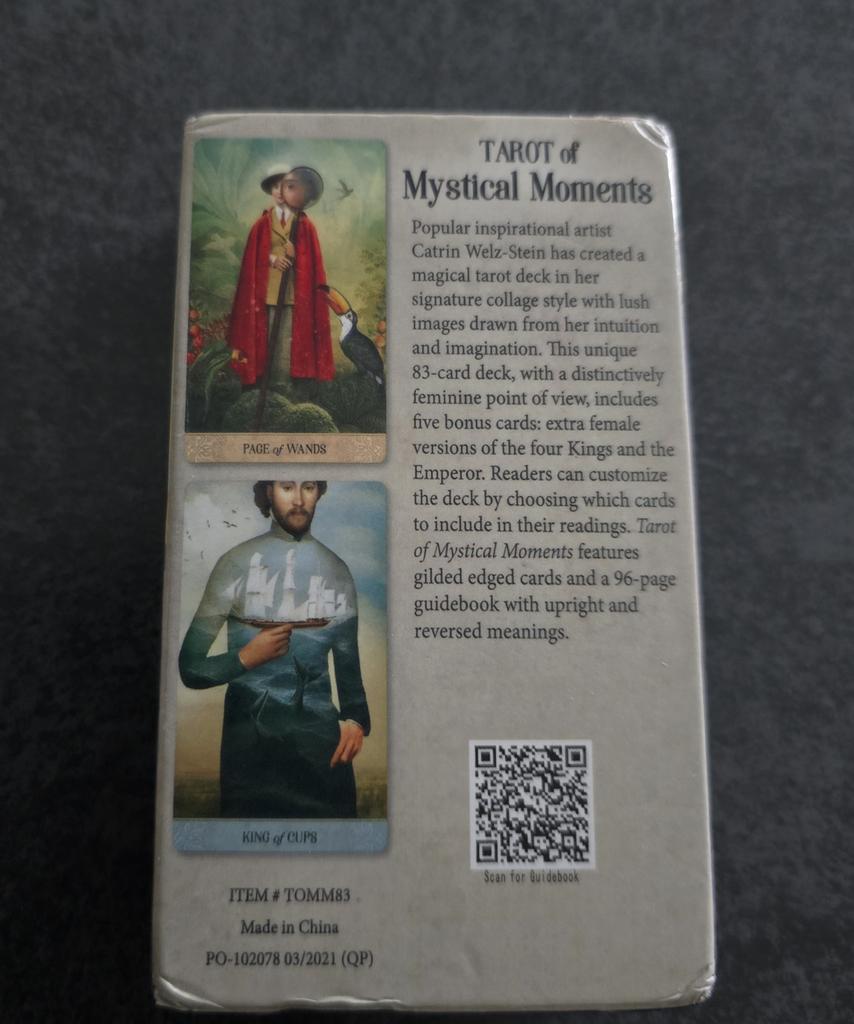 TAROT of
Mystical Moments
Popular inspirational artist
Catrin Welz-Stein has created a
magical tarot deck in her
signature collage style with lush
images drawn from her intuition
and imagination. This unique
83-card deck, with a distinctively
feminine point of view, includes
five bonus cards: extra female
versions of the four Kings and the
Emperor. Readers can customize
the deck by choosing which cards
to include in their readings. Tarot
of Mystical Moments features
gilded edged cards and a 96-page
guidebook with upright and
reversed meanings.
PAGE of WANDS
KING of CUPS
Scan for Guidebook
ITEM # TOMM83
Made in China
PO-102078 03/2021 (QP)